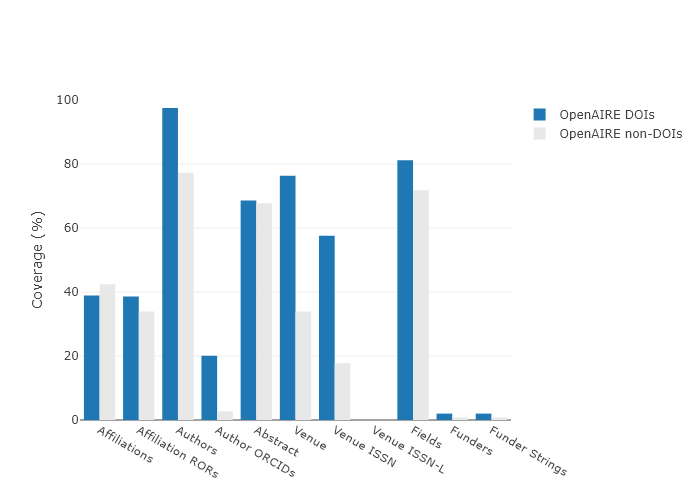 100
80
60
40
20
0
Coverage (%)
Affiliations
Affiliation RORs
Authors
Author ORCIDs
Abstract
Venue
Venue ISSN
Venue ISSN-L
Fields
Funders
Funder Strings
OpenAIRE DOIs
OpenAIRE non-DOIs